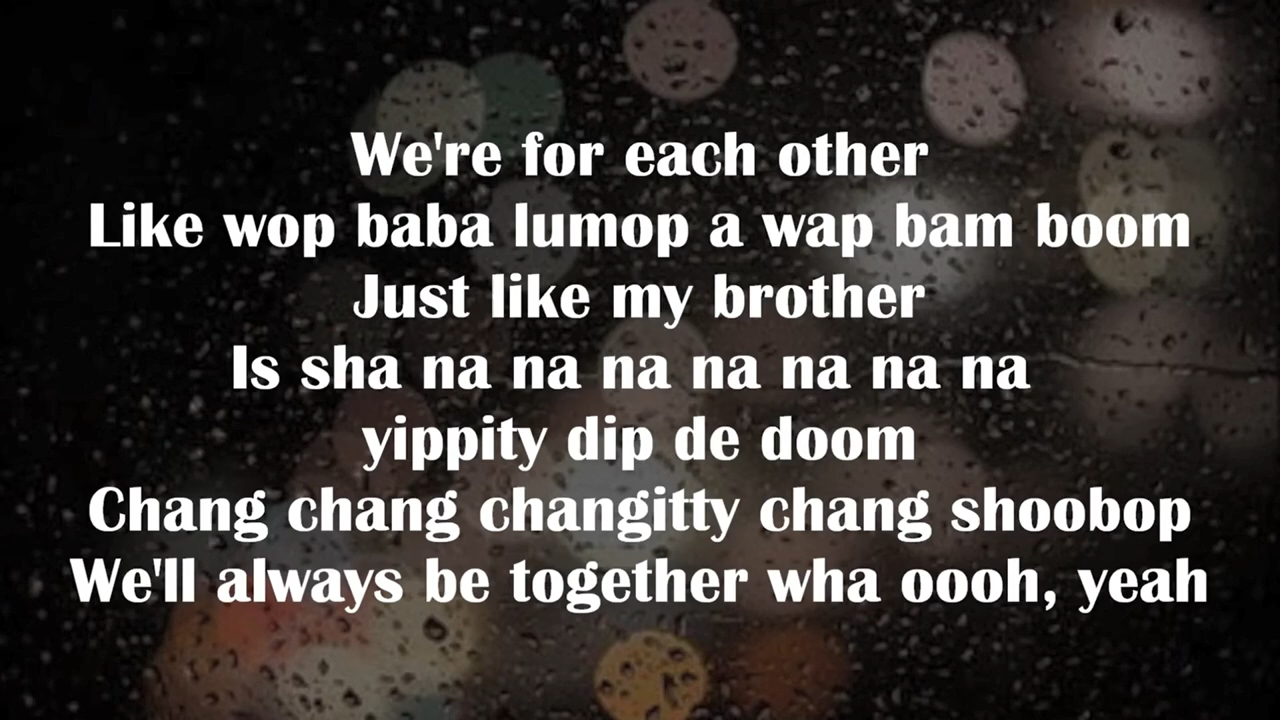 We're for each other
Like wop baba lumop a wap bam boom
Just like my brother
Is sha na na na na na na na
yippity dip de doom
Chang chang changitty chang shoobop
We'll always be together wha oooh, yeah